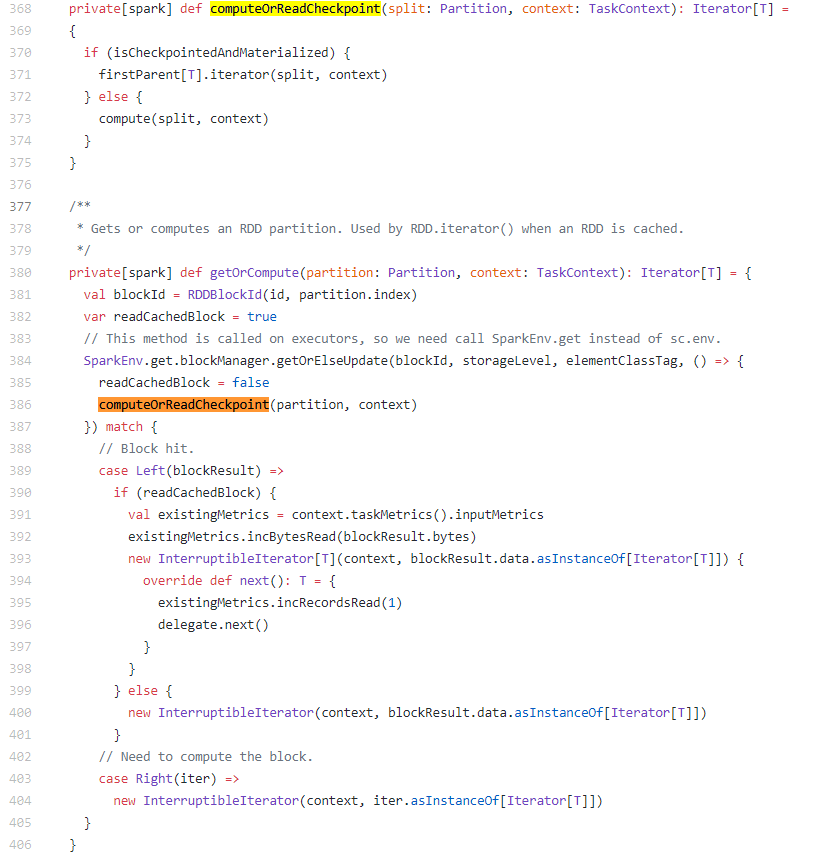 368 private[spark] def computeOrReadCheckpoint(split: Partition, context: TaskContext): Iterator[T] =
369 {
370   if (isCheckpointedAndMaterialized) {
371     firstParent[T].iterator(split, context)
372   } else {
373     compute(split, context)
374   }
375 }
376
377 /**
378  * Gets or computes an RDD partition. Used by RDD.iterator() when an RDD is cached.
379  */
380 private[spark] def getOrCompute(partition: Partition, context: TaskContext): Iterator[T] = {
381   val blockId = RDDBlockId(id, partition.index)
382   var readCachedBlock = true
383   // This method is called on executors, so we need call SparkEnv.get instead of sc.env.
384   SparkEnv.get.blockManager.getOrElseUpdate(blockId, storageLevel, elementClassTag, () => {
385     readCachedBlock = false
386     computeOrReadCheckpoint(partition, context)
387   }) match {
388     // Block hit.
389     case Left(blockResult) =>
390       if (readCachedBlock) {
391         val existingMetrics = context.taskMetrics().inputMetrics
392         existingMetrics.incBytesRead(blockResult.bytes)
393         new InterruptibleIterator[T](context, blockResult.data.asInstanceOf[Iterator[T]]) {
394           override def next(): T = {
395             existingMetrics.incRecordsRead(1)
396             delegate.next()
397           }
398         }
399       } else {
400         new InterruptibleIterator(context, blockResult.data.asInstanceOf[Iterator[T]])
401       }
402     // Need to compute the block.
403     case Right(iter) =>
404       new InterruptibleIterator(context, iter.asInstanceOf[Iterator[T]])
405   }
406 }